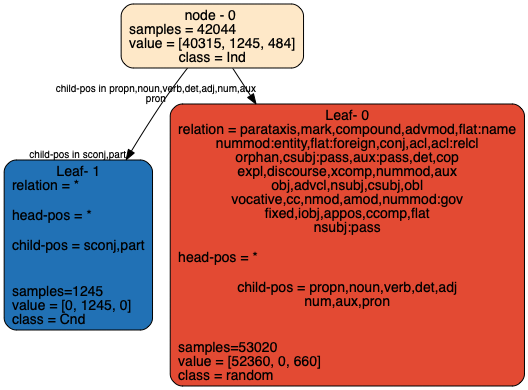 node - 0
samples = 42044
value = [40315, 1245, 484]
class = Ind
child-pos in propn,noun,verb,det,adj,num,aux
pron
child-pos in sconj,part
Leaf- 1
relation = *
head-pos = *
child-pos = sconj,part
samples=1245
value = [0, 1245, 0]
class = Cnd
Leaf- 0
relation = parataxis,mark,compound,advmod,flat:name
nummod:entity,flat:foreign,conj,acl,acl:relcl
orphan,csubj:pass,aux:pass,det,cop
expl,discourse,xcomp,nummod,aux
obj,advcl,nsubj,csubj,obl
vocative,cc,nmod,amod,nummod:gov
fixed,iobj,appos,ccomp,flat
nsubj:pass
head-pos = *
child-pos = propn,noun,verb,det,adj
num,aux,pron
samples=53020
value = [52360, 0, 660]
class = random